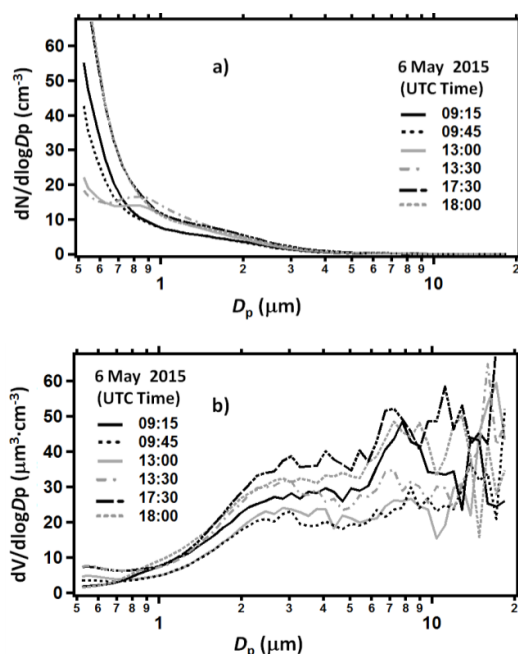 a)
6 May 2015
(UTC Time)
09:15
09:45
13:00
13:30
17:30
18:00
dN/dlogDp (cm-3)
60
50
40
30
20
10
0
5 6 7 8 9 1 2 3 4 5 6 7 8 9 10 2
Dp (μm)
b)
6 May 2015
(UTC Time)
09:15
09:45
13:00
13:30
17:30
18:00
dV/dlogDp (μm3·cm-3)
60
50
40
30
20
10
0
5 6 7 8 9 1 2 3 4 5 6 7 8 9 10 2
Dp (μm)